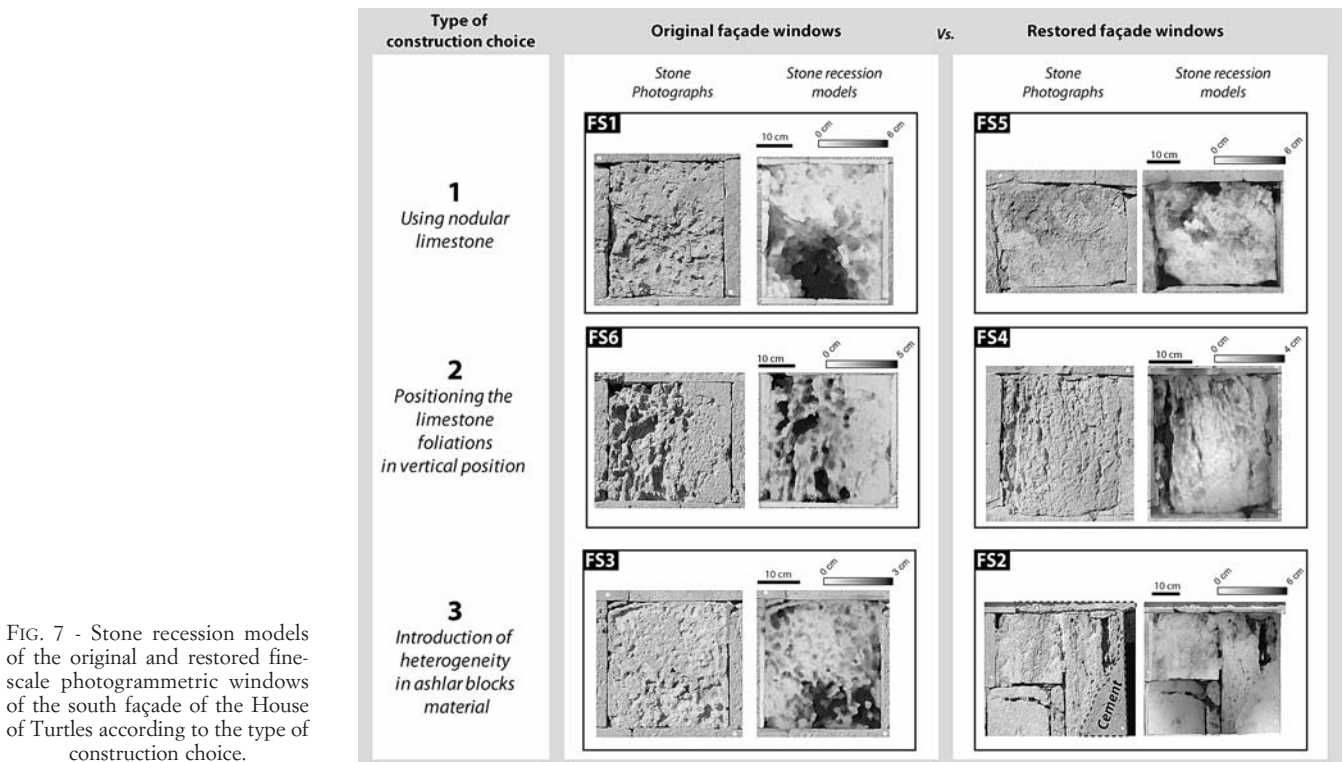 Type of
construction choice
Original façade windows
Vs.
Restored façade windows
Stone
Photographs
Stone recession
models
Stone
Photographs
Stone recession
models
1
Using nodular
limestone
FS1
10 cm
0 cm
6 cm
FS5
10 cm
0 cm
6 cm
2
Positioning the
limestone
foliations
in vertical position
FS6
10 cm
0 cm
5 cm
FS4
10 cm
0 cm
4 cm
3
Introduction of
heterogeneity
in ashlar blocks
material
FS3
10 cm
0 cm
3 cm
FS2
10 cm
0 cm
6 cm
Cement
FIG. 7 - Stone recession models
of the original and restored fine-
scale photogrammetric windows
of the south façade of the House
of Turtles according to the type of
construction choice.